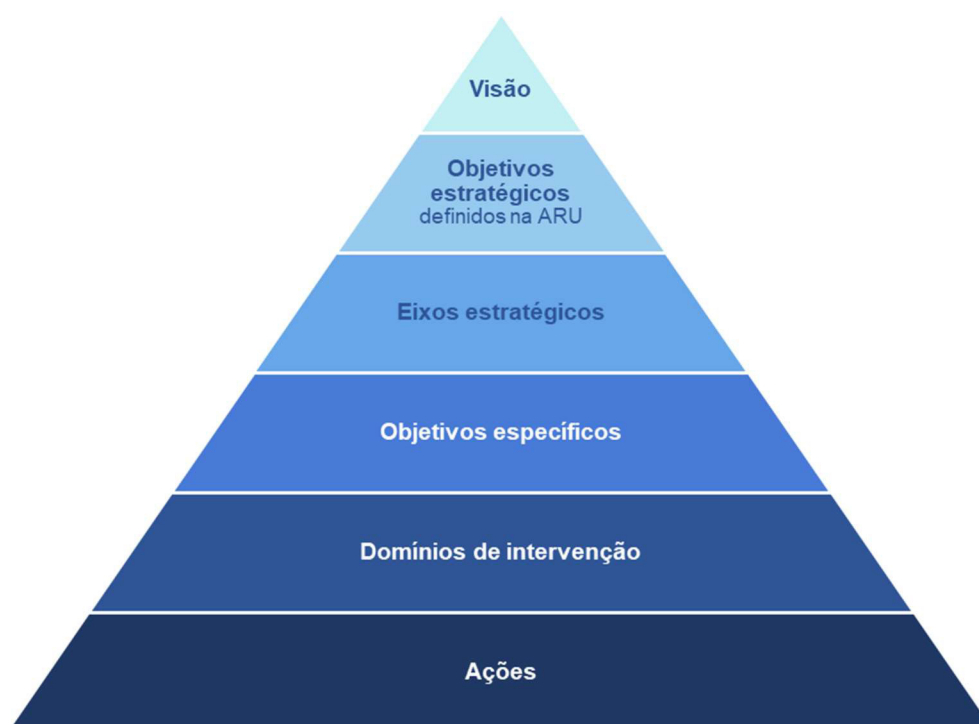 Visão
Objetivos
estratégicos
definidos na ARU
Eixos estratégicos
Objetivos específicos
Domínios de intervenção
Ações